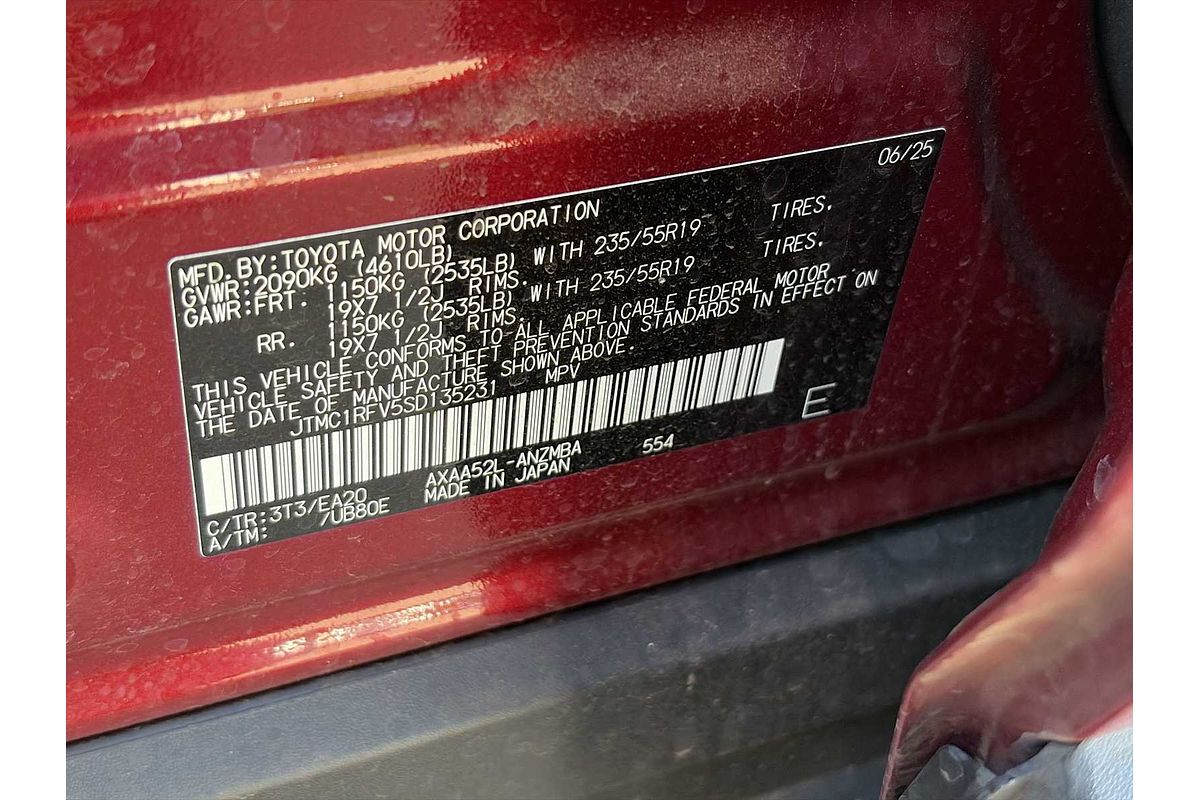 06/25
MFD.BY:TOYOTA MOTOR CORPORATION
GVWR:2090KG (4610LB)
GAWR:FRT. 1150KG (2535LB) WITH 235/55R19 TIRES.
19X7 1/2J RIMS.
RR. 1150KG (2535LB) WITH 235/55R19 TIRES.
19X7 1/2J RIMS.
THIS VEHICLE CONFORMS TO ALL APPLICABLE FEDERAL MOTOR
VEHICLE SAFETY AND THEFT PREVENTION STANDARDS IN EFFECT ON
THE DATE OF MANUFACTURE SHOWN ABOVE.
JTMC1RFV5SD135231 MPV
E
AXAA52L-ANZMBA 554
C/TR:3T3/EA20 MADE IN JAPAN
A/TM: /UB80E